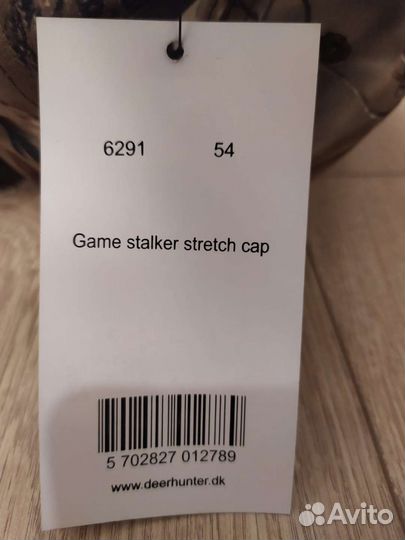 6291 54
Game stalker stretch cap
5 702827 012789
www.deerhunter.dk
Avito